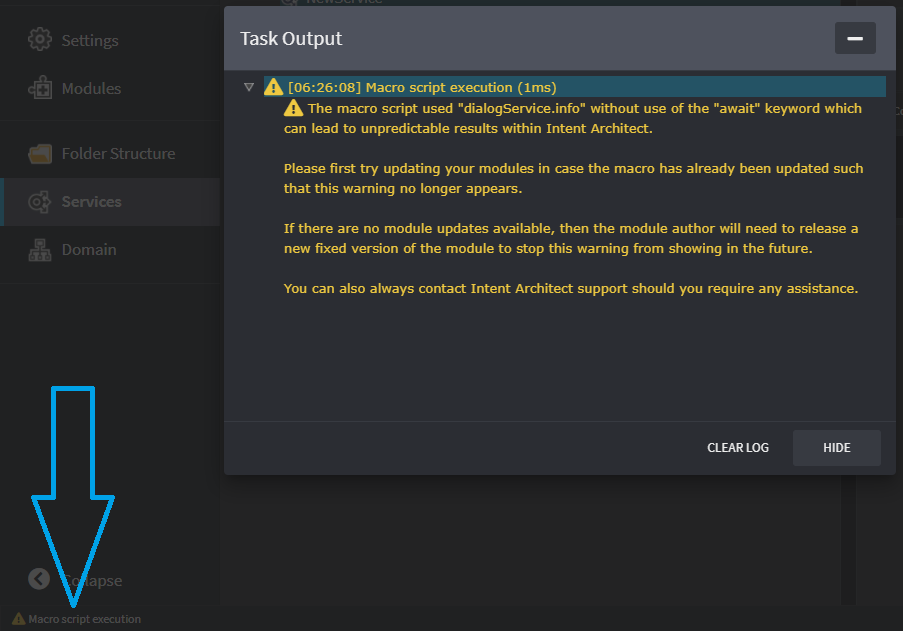 NewService
Settings
Modules
Folder Structure
Services
Domain
Task Output
[06:26:08] Macro script execution (1ms)
The macro script used "dialogService.info" without use of the "await" keyword which
can lead to unpredictable results within Intent Architect.
Please first try updating your modules in case the macro has already been updated such
that this warning no longer appears.
If there are no module updates available, then the module author will need to release a
new fixed version of the module to stop this warning from showing in the future.
You can also always contact Intent Architect support should you require any assistance.
CLEAR LOG
HIDE
Collapse
Macro script execution